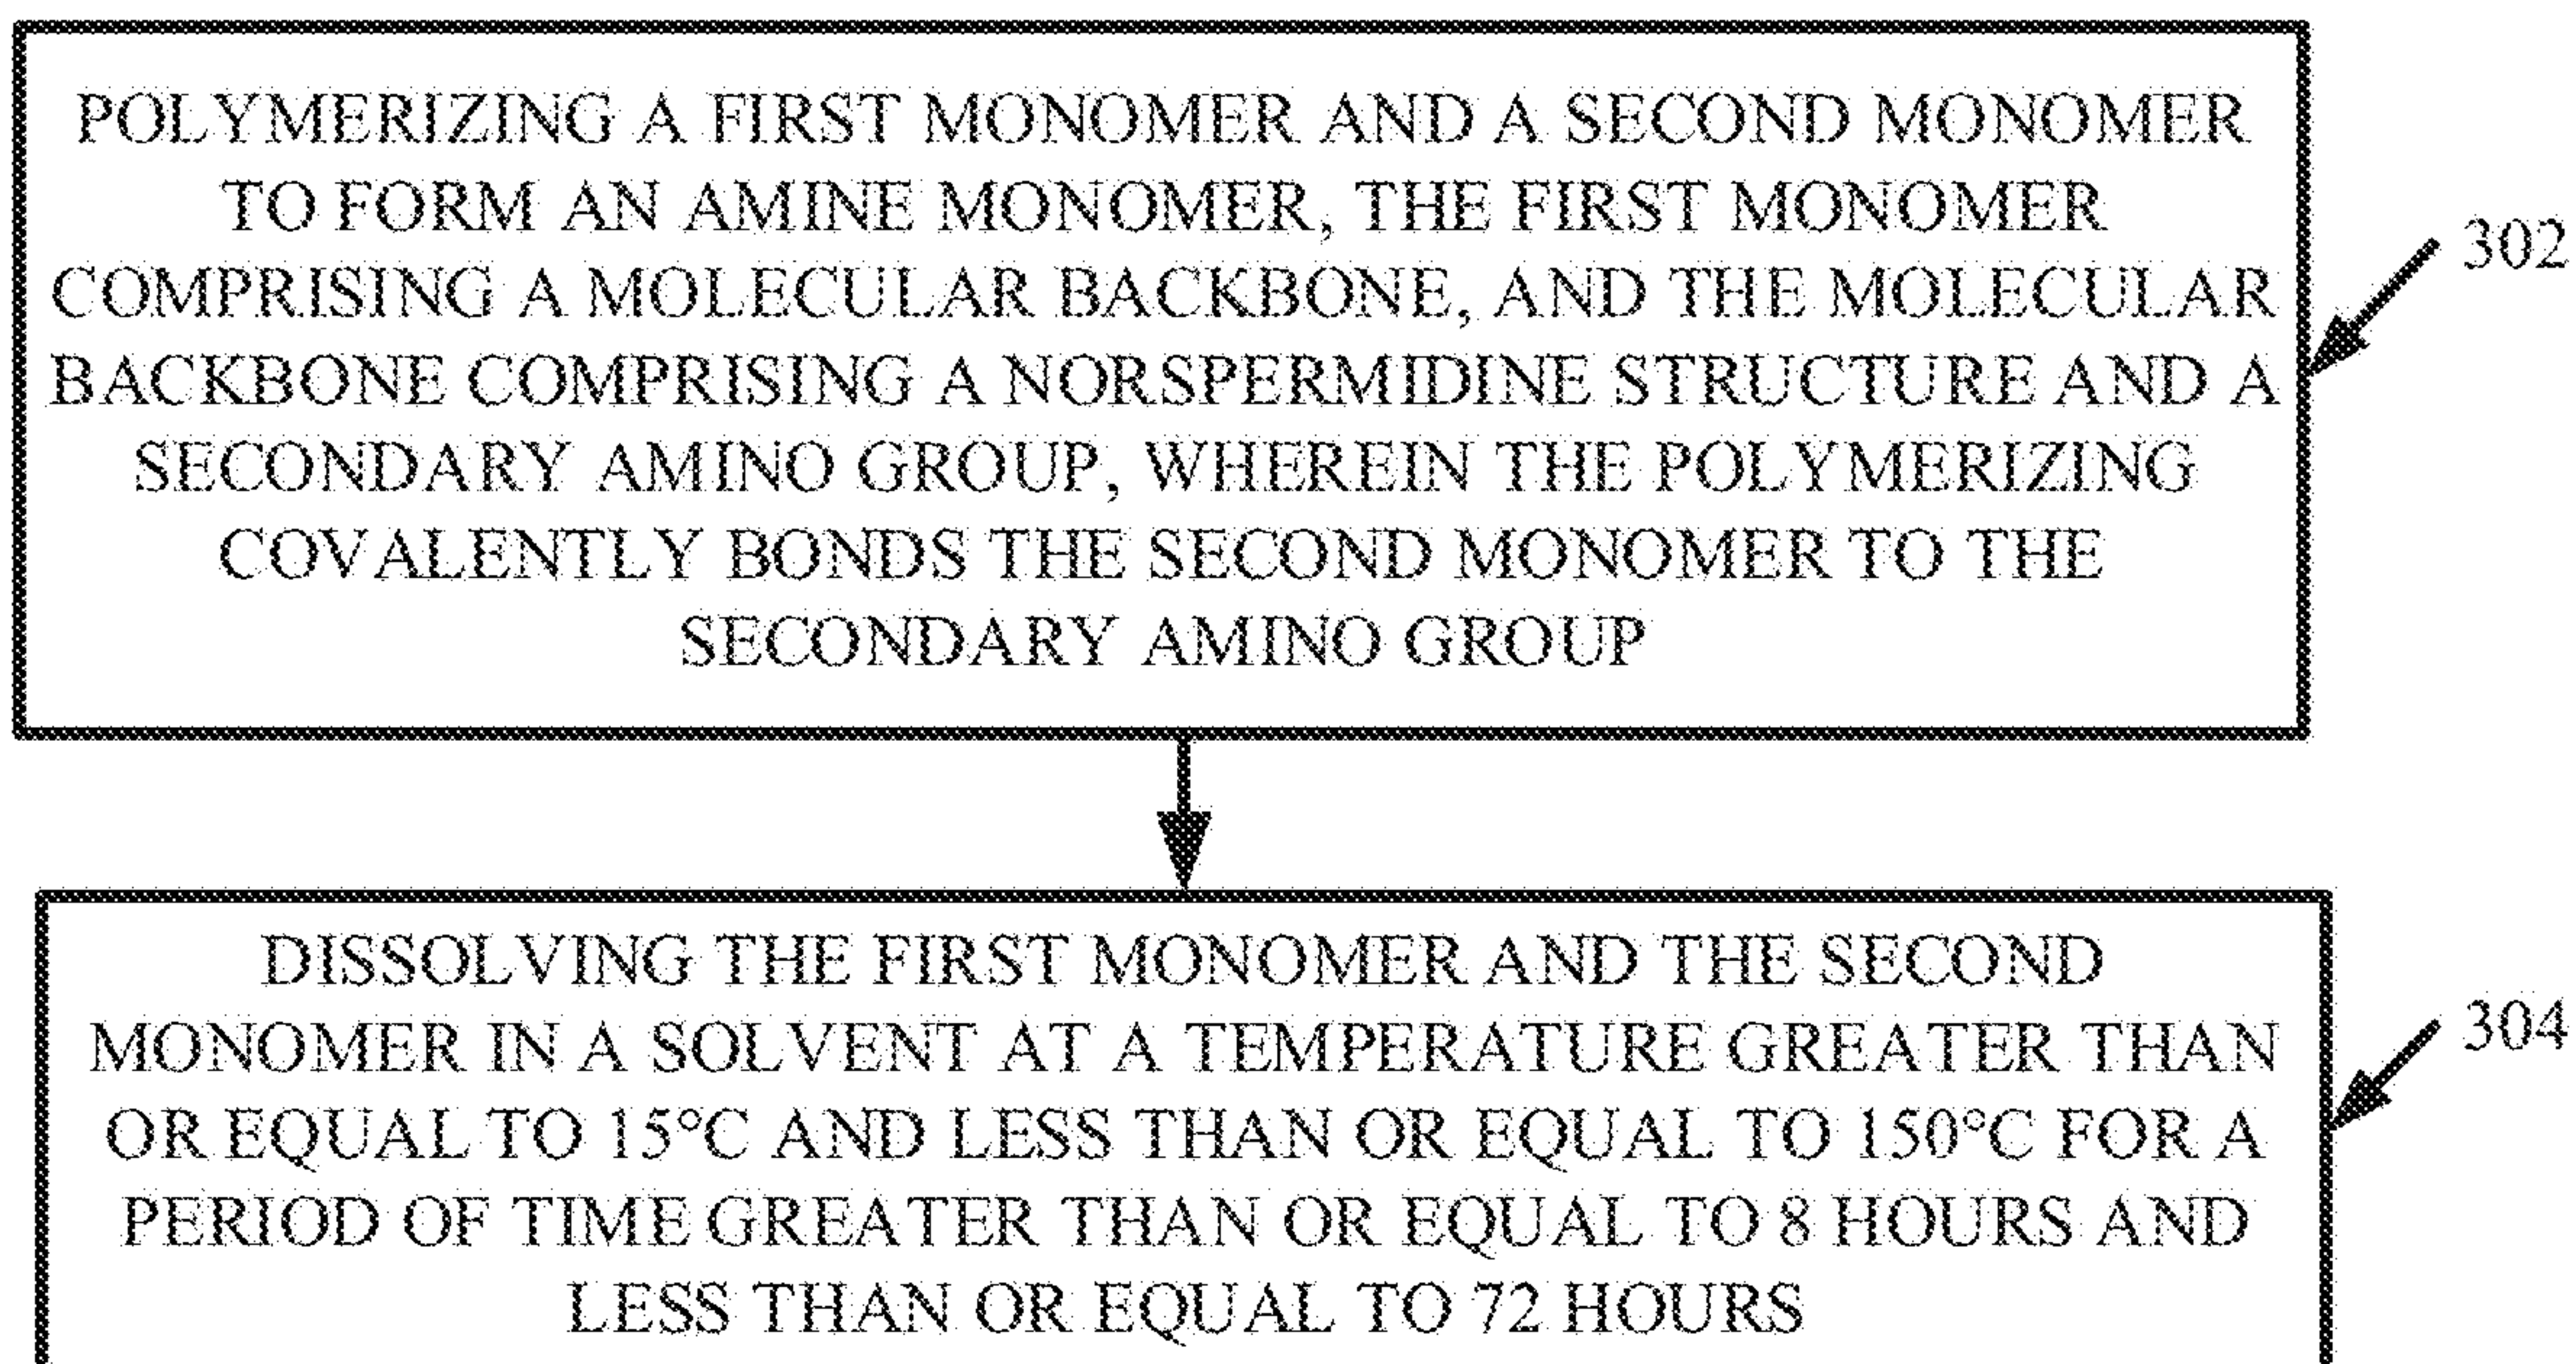 POLYMERIZING A FIRST MONOMER AND A SECOND MONOMER
TO FORM AN AMINE MONOMER, THE FIRST MONOMER
COMPRISING A MOLECULAR BACKBONE, AND THE MOLECULAR
BACKBONE COMPRISING A NORSPERMIDINE STRUCTURE AND A
SECONDARY AMINO GROUP, WHEREIN THE POLYMERIZING
COVALENTLY BONDS THE SECOND MONOMER TO THE
SECONDARY AMINO GROUP
302
DISSOLVING THE FIRST MONOMER AND THE SECOND
MONOMER IN A SOLVENT AT A TEMPERATURE GREATER THAN
OR EQUAL TO 15°C AND LESS THAN OR EQUAL TO 150°C FOR A
PERIOD OF TIME GREATER THAN OR EQUAL TO 8 HOURS AND
LESS THAN OR EQUAL TO 72 HOURS
304